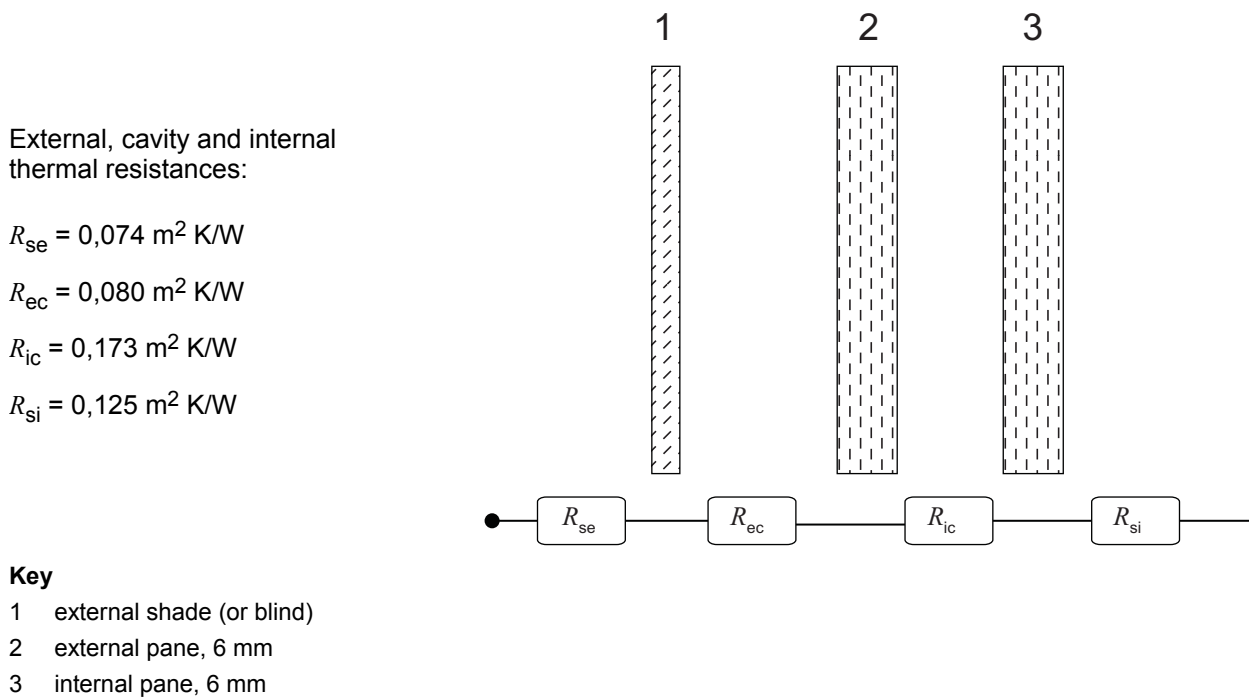 1 2 3
External, cavity and internal
thermal resistances:
Rse = 0,074 m2 K/W
Rec = 0,080 m2 K/W
Ric = 0,173 m2 K/W
Rsi = 0,125 m2 K/W
Rse Rec Ric Rsi
Key
1 external shade (or blind)
2 external pane, 6 mm
3 internal pane, 6 mm